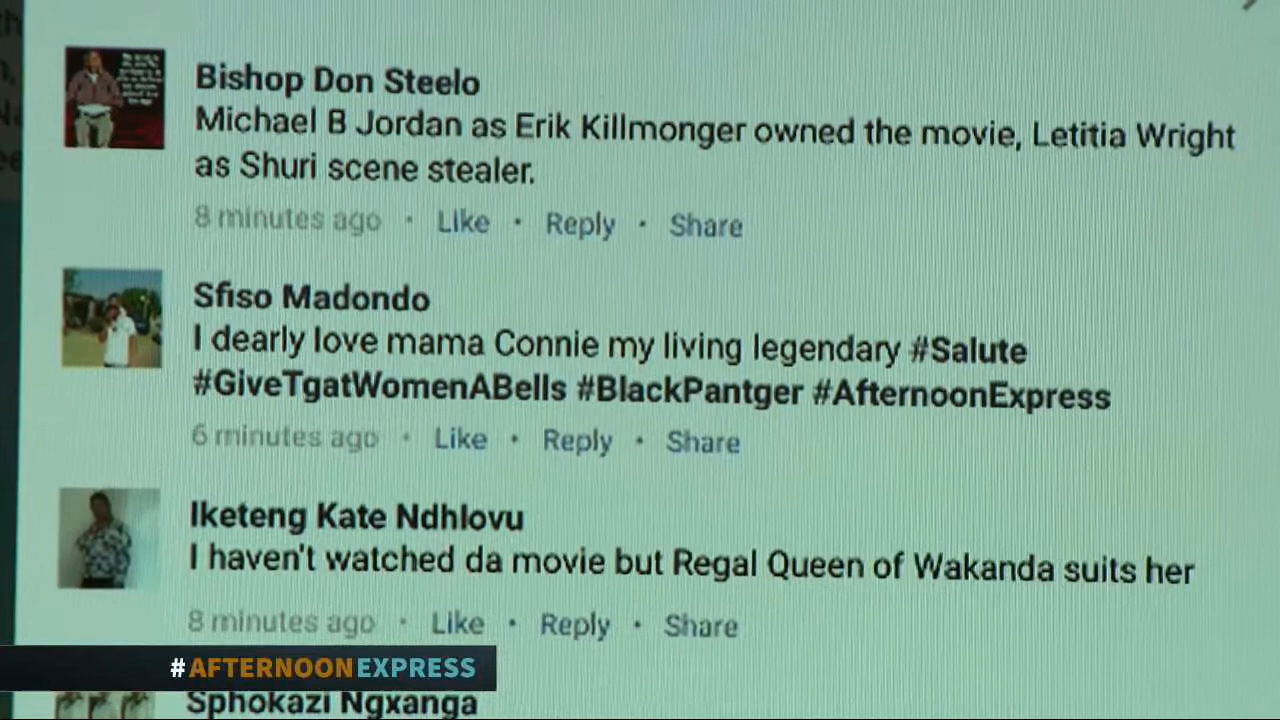 Bishop Don Steelo
Michael B Jordan as Erik Killmonger owned the movie, Letitia Wright
as Shuri scene stealer.
8 minutes ago · Like · Reply · Share
Sfiso Madondo
I dearly love mama Connie my living legendary #Salute
#GiveTgatWomenABells #BlackPantger #AfternoonExpress
6 minutes ago · Like · Reply · Share
Iketeng Kate Ndhlovu
I haven't watched da movie but Regal Queen of Wakanda suits her
8 minutes ago · Like · Reply · Share
#AFTERNOONEXPRESS
Sphokazi Ngxanga